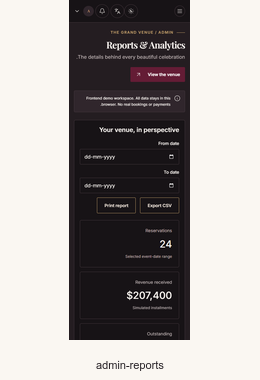 THE GRAND VENUE / ADMIN
Reports & Analytics
.The details behind every beautiful celebration
View the venue
Frontend demo workspace. All data stays in this
.browser. No real bookings or payments
Your venue, in perspective
From date
dd-mm-yyyy
To date
dd-mm-yyyy
Print report
Export CSV
Reservations
24
Selected event-date range
Revenue received
$207,400
Simulated installments
Outstanding
admin-reports